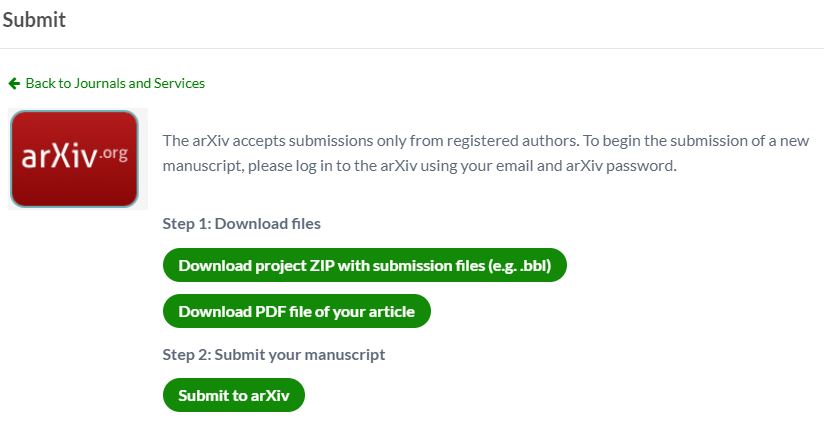 Submit
Back to Journals and Services
arXiv.org
The arXiv accepts submissions only from registered authors. To begin the submission of a new
manuscript, please log in to the arXiv using your email and arXiv password.
Step 1: Download files
Download project ZIP with submission files (e.g. .bbl)
Download PDF file of your article
Step 2: Submit your manuscript
Submit to arXiv